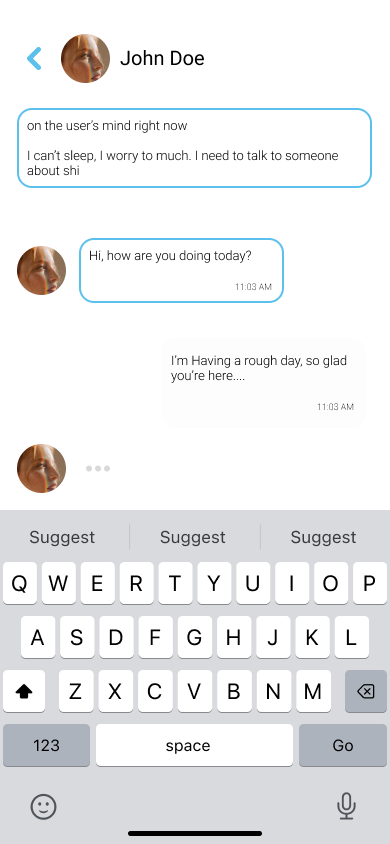 John Doe
on the user's mind right now
I can't sleep, I worry to much. I need to talk to someone
about shi
Hi, how are you doing today?
11:03 AM
I'm Having a rough day, so glad
you're here....
11:03 AM
Suggest Suggest Suggest
Q W E R T Y U I O P
A S D F G H J K L
Z X C V B N M
123 space Go